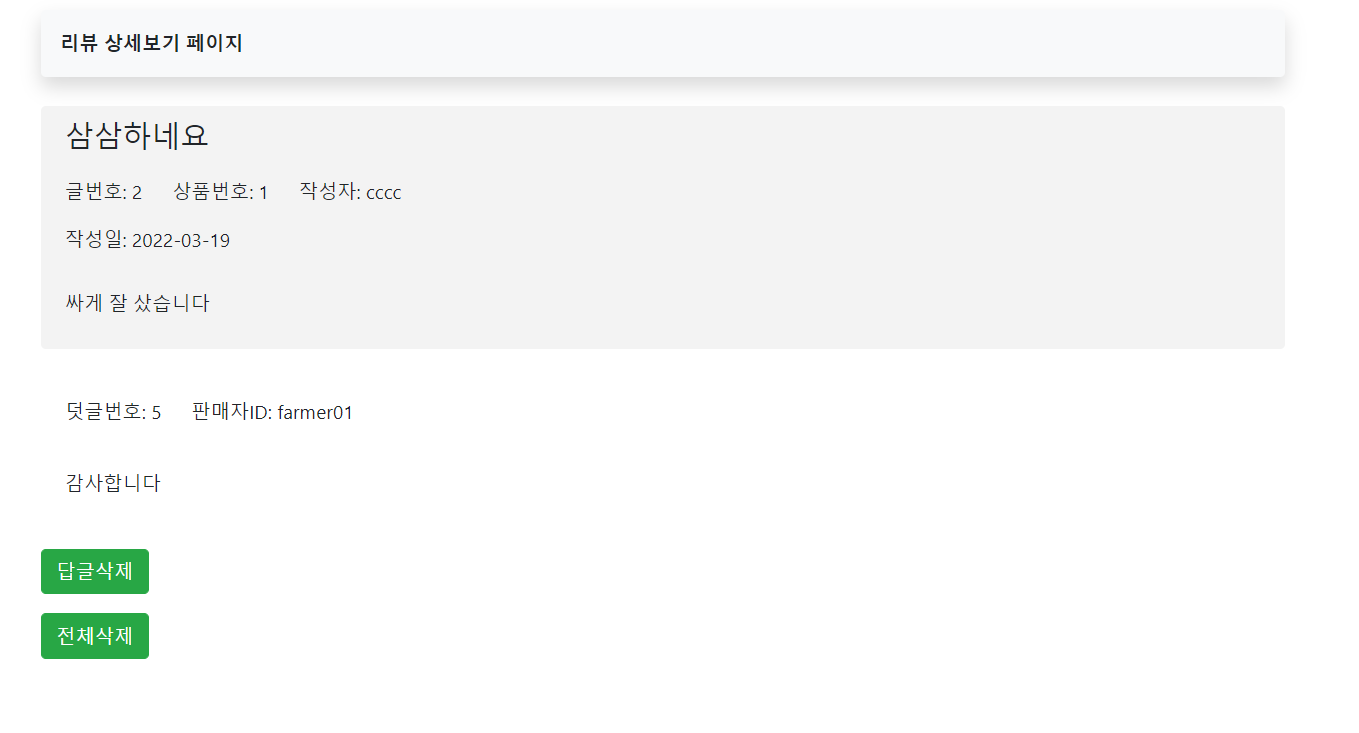 리뷰 상세보기 페이지
삼삼하네요
글번호: 2 상품번호: 1 작성자: cccc
작성일: 2022-03-19
싸게 잘 샀습니다
덧글번호: 5 판매자ID: farmer01
감사합니다
답글삭제
전체삭제